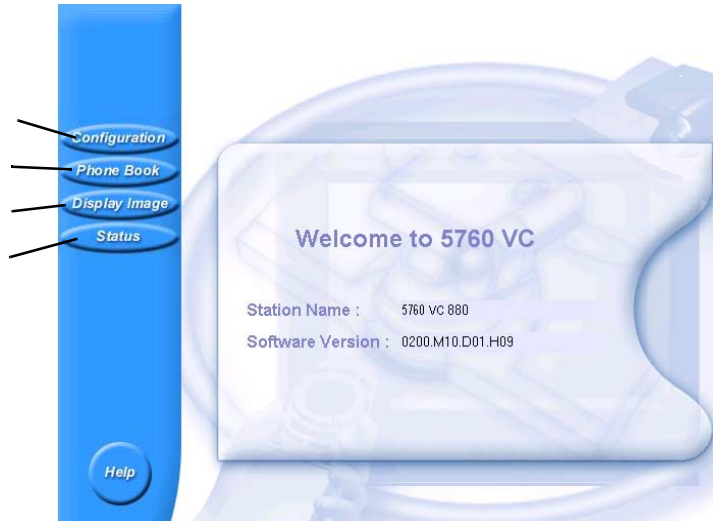 Configuration
Phone Book
Display Image
Status
Welcome to 5760 VC
Station Name : 5760 VC 880
Software Version : 0200.M10.D01.H09
Help